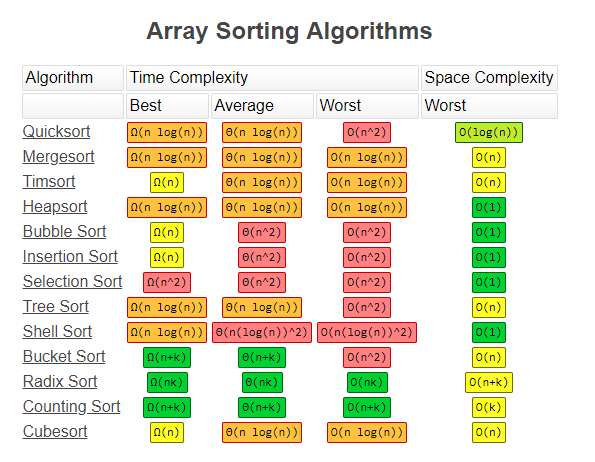 Array Sorting Algorithms
Algorithm Time Complexity Space Complexity
Best Average Worst Worst
Quicksort Ω(n log(n)) Θ(n log(n)) O(n^2) O(log(n))
Mergesort Ω(n log(n)) Θ(n log(n)) O(n log(n)) O(n)
Timsort Ω(n) Θ(n log(n)) O(n log(n)) O(n)
Heapsort Ω(n log(n)) Θ(n log(n)) O(n log(n)) O(1)
Bubble Sort Ω(n) Θ(n^2) O(n^2) O(1)
Insertion Sort Ω(n) Θ(n^2) O(n^2) O(1)
Selection Sort Ω(n^2) Θ(n^2) O(n^2) O(1)
Tree Sort Ω(n log(n)) Θ(n log(n)) O(n^2) O(n)
Shell Sort Ω(n log(n)) Θ(n(log(n))^2) O(n(log(n))^2) O(1)
Bucket Sort Ω(n+k) Θ(n+k) O(n^2) O(n)
Radix Sort Ω(nk) Θ(nk) O(nk) O(n+k)
Counting Sort Ω(n+k) Θ(n+k) O(n+k) O(k)
Cubesort Ω(n) Θ(n log(n)) O(n log(n)) O(n)